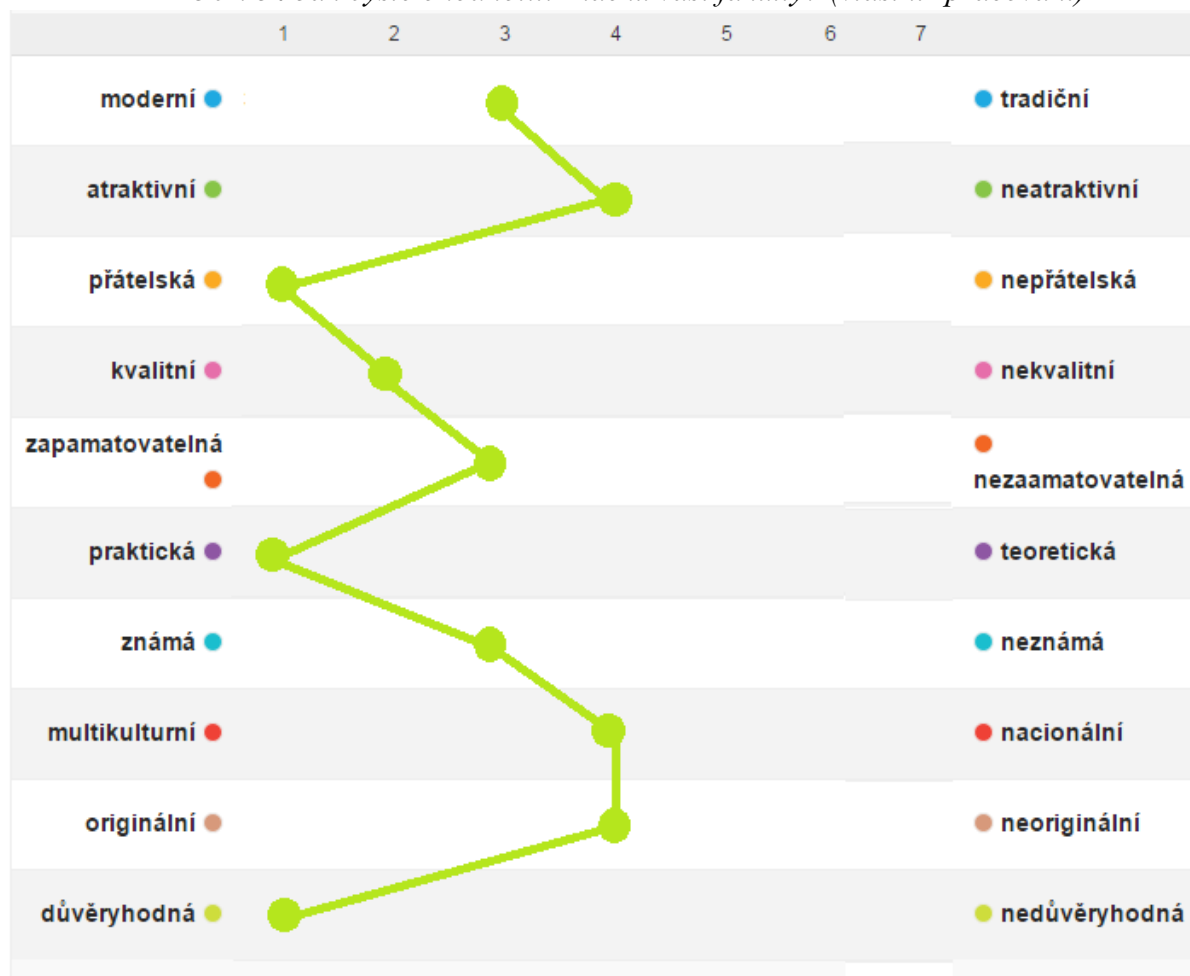 1 2 3 4 5 6 7
moderní tradiční
atraktivní neatraktivní
přátelská nepřátelská
kvalitní nekvalitní
zapamatovatelná
nezaamatovatelná
praktická teoretická
známá neznámá
multikulturní nacionální
originální neoriginální
důvěryhodná nedůvěryhodná